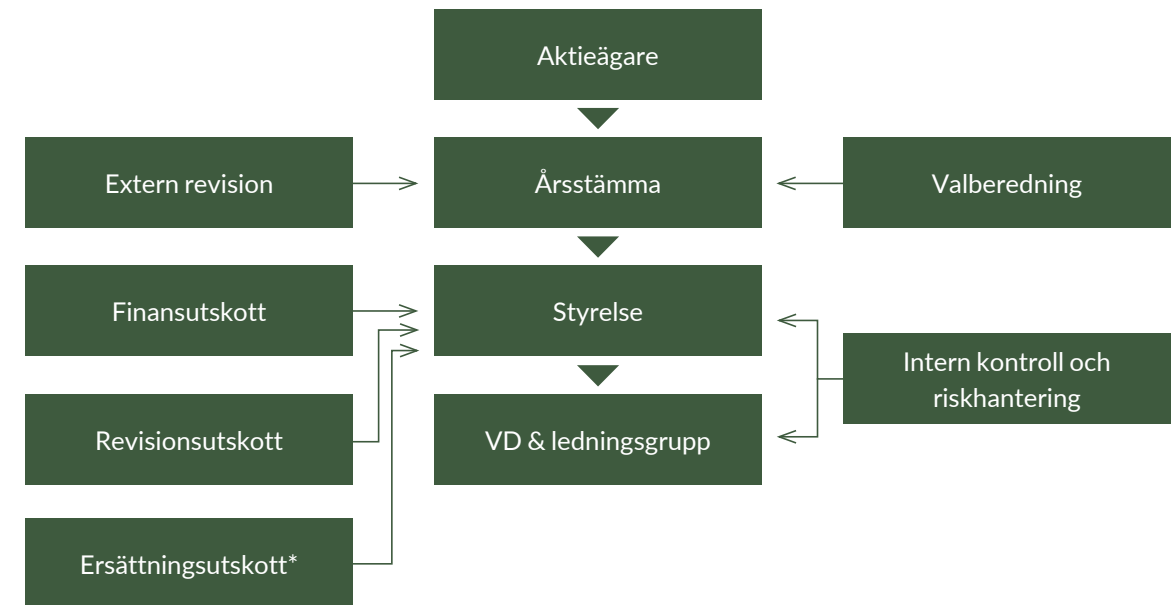 Aktieägare
Extern revision
Årsstämma
Valberedning
Finansutskott
Styrelse
Intern kontroll och
riskhantering
Revisionsutskott
VD & ledningsgrupp
Ersättningsutskott*